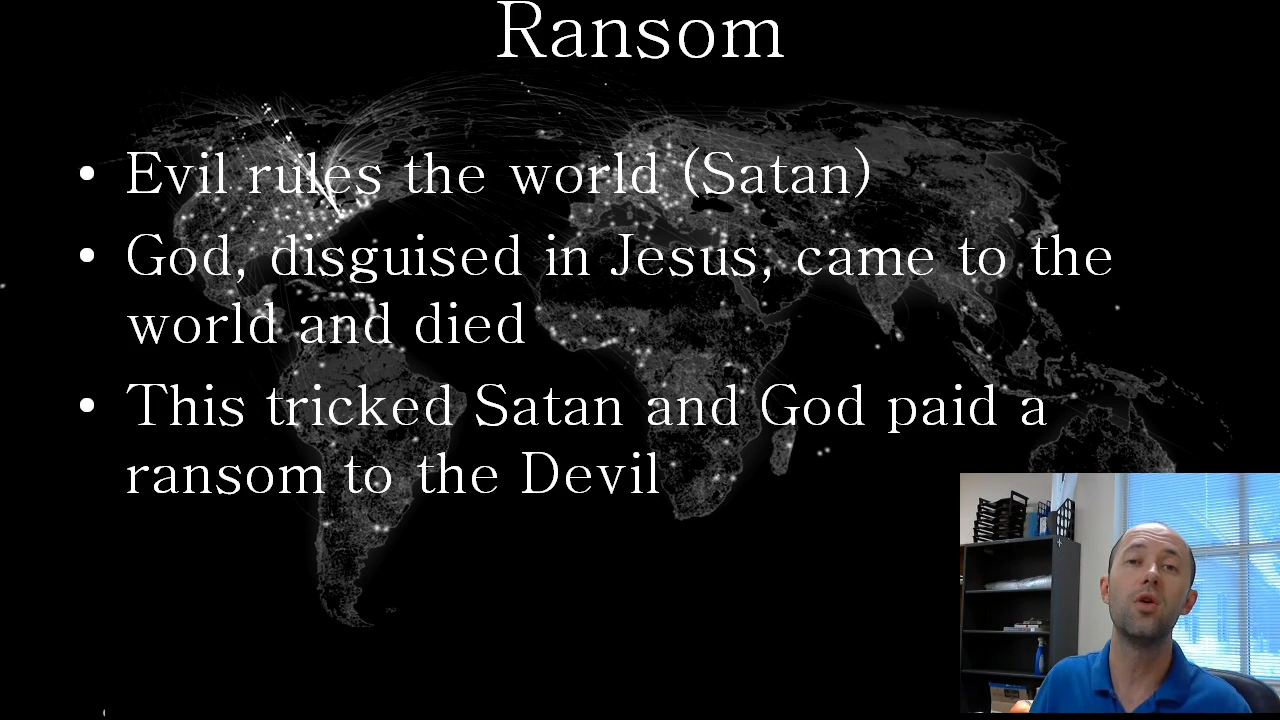 Ransom
• Evil rules the world (Satan)
• God, disguised in Jesus, came to the
world and died
• This tricked Satan and God paid a
ransom to the Devil